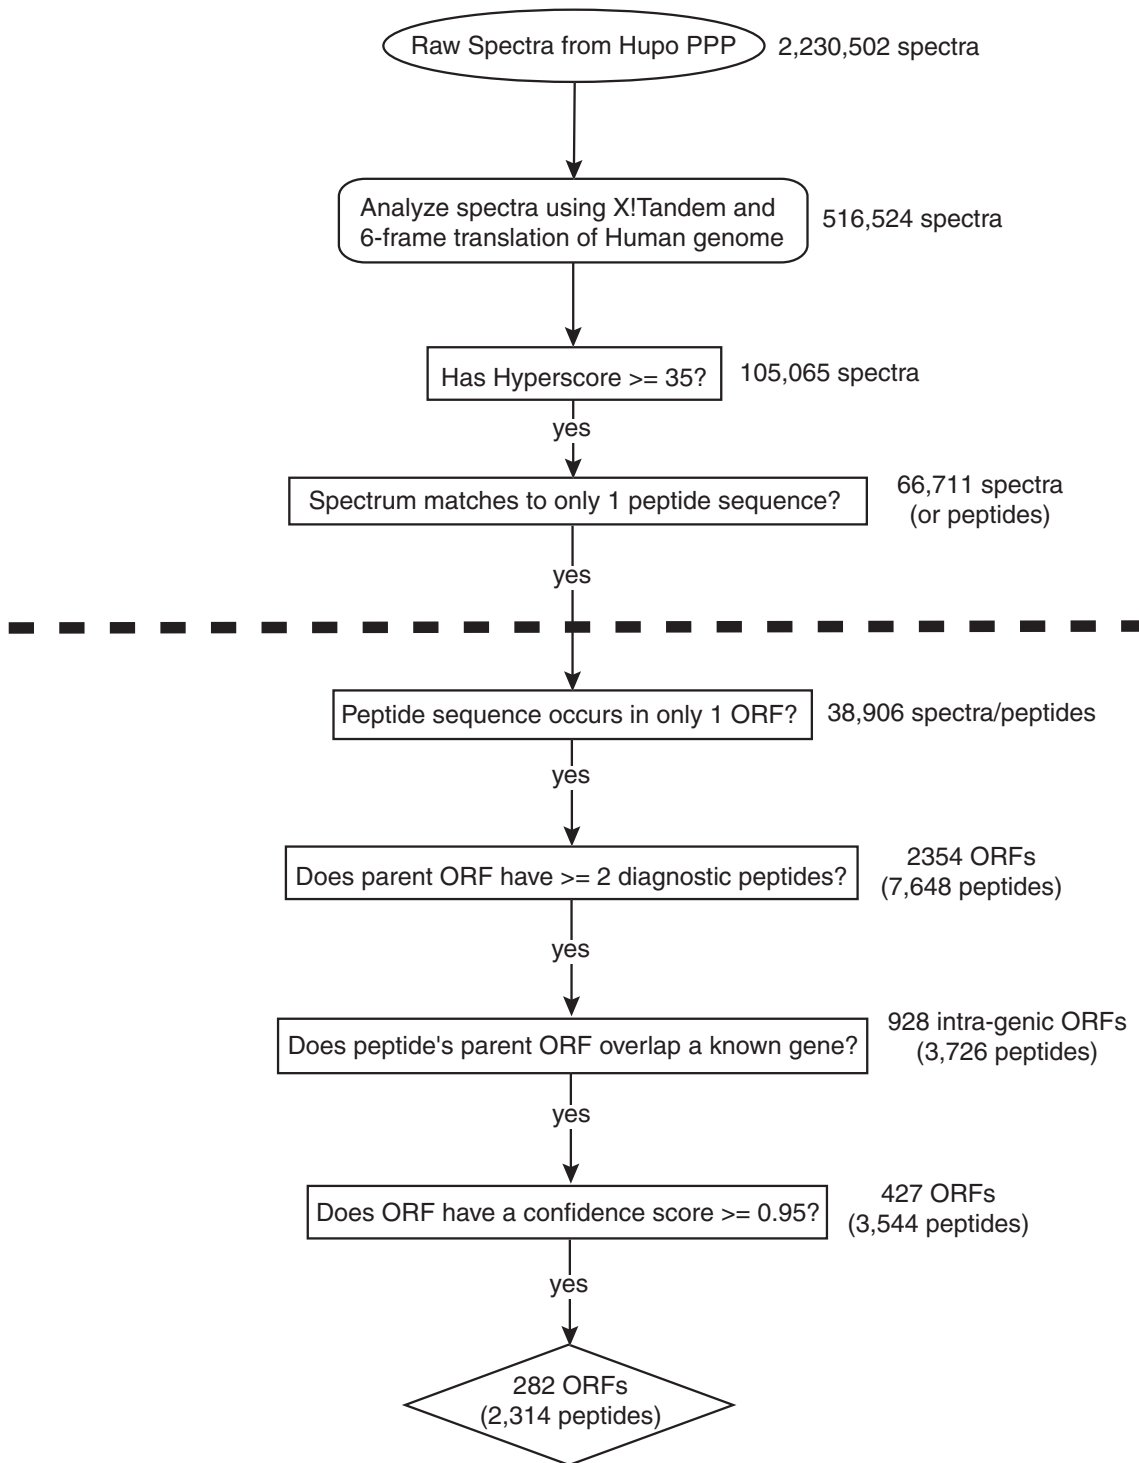 Raw Spectra from Hupo PPP
2,230,502 spectra
Analyze spectra using X!Tandem and
6-frame translation of Human genome
516,524 spectra
Has Hyperscore >= 35?
105,065 spectra
yes
Spectrum matches to only 1 peptide sequence?
66,711 spectra
(or peptides)
yes
Peptide sequence occurs in only 1 ORF?
38,906 spectra/peptides
yes
Does parent ORF have >= 2 diagnostic peptides?
2354 ORFs
(7,648 peptides)
yes
Does peptide's parent ORF overlap a known gene?
928 intra-genic ORFs
(3,726 peptides)
yes
Does ORF have a confidence score >= 0.95?
427 ORFs
(3,544 peptides)
yes
282 ORFs
(2,314 peptides)